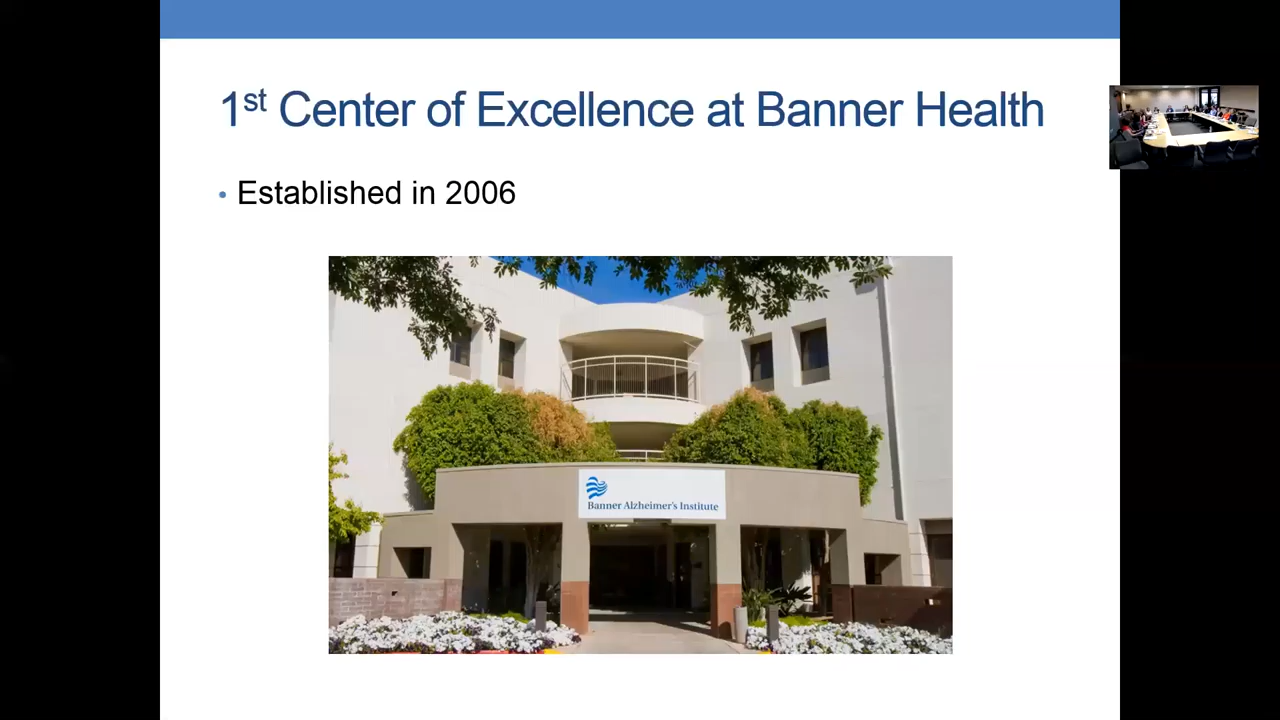 1st Center of Excellence at Banner Health
• Established in 2006
Banner Alzheimer's Institute